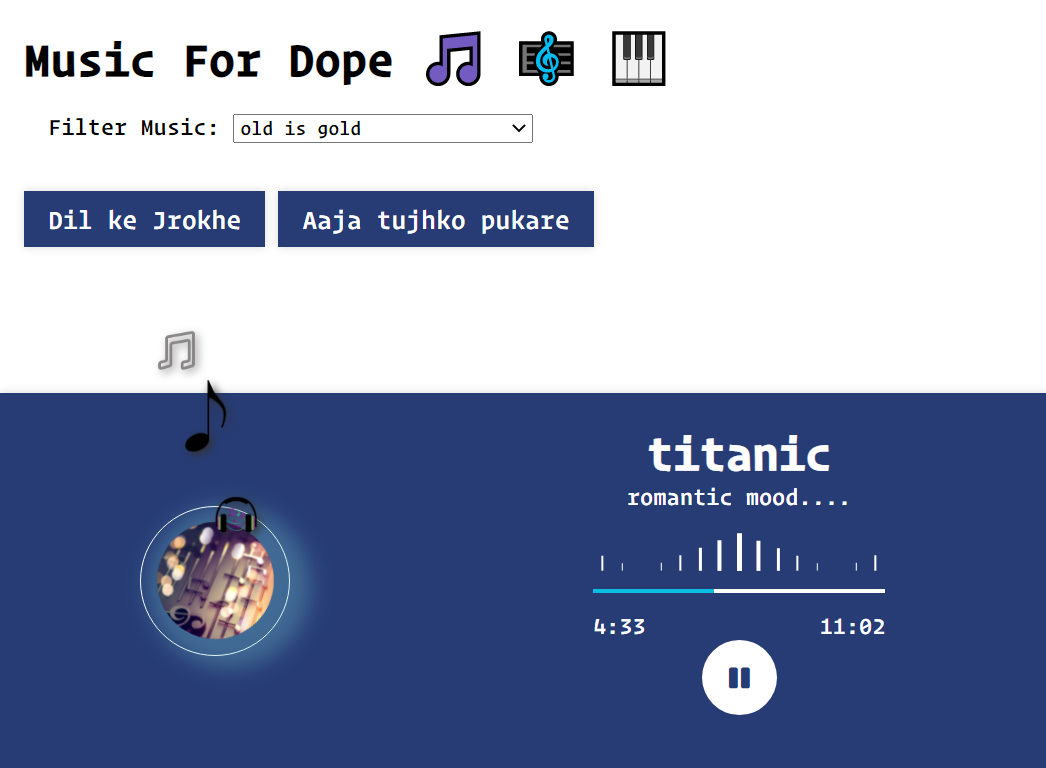 Music For Dope
Filter Music: old is gold
Dil ke Jrokhe
Aaja tujhko pukare
titanic
romantic mood....
4:33
11:02